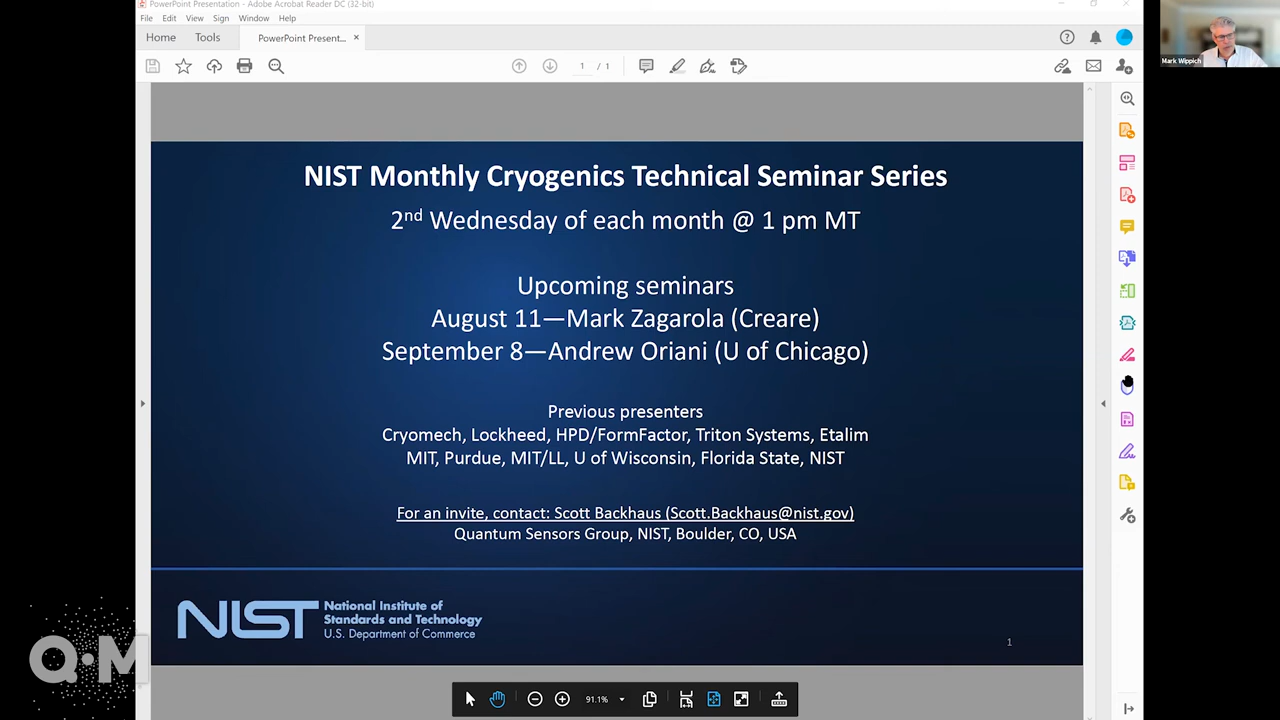 PowerPoint Presentation - Adobe Acrobat Reader DC (32-bit)
File Edit View Sign Window Help
Home Tools PowerPoint Present... ×
1 / 1
Mark Wippich
NIST Monthly Cryogenics Technical Seminar Series
2nd Wednesday of each month @ 1 pm MT
Upcoming seminars
August 11—Mark Zagarola (Creare)
September 8—Andrew Oriani (U of Chicago)
Previous presenters
Cryomech, Lockheed, HPD/FormFactor, Triton Systems, Etalim
MIT, Purdue, MIT/LL, U of Wisconsin, Florida State, NIST
For an invite, contact: Scott Backhaus (Scott.Backhaus@nist.gov)
Quantum Sensors Group, NIST, Boulder, CO, USA
NIST National Institute of
Standards and Technology
U.S. Department of Commerce
1
Q·M
91.1%